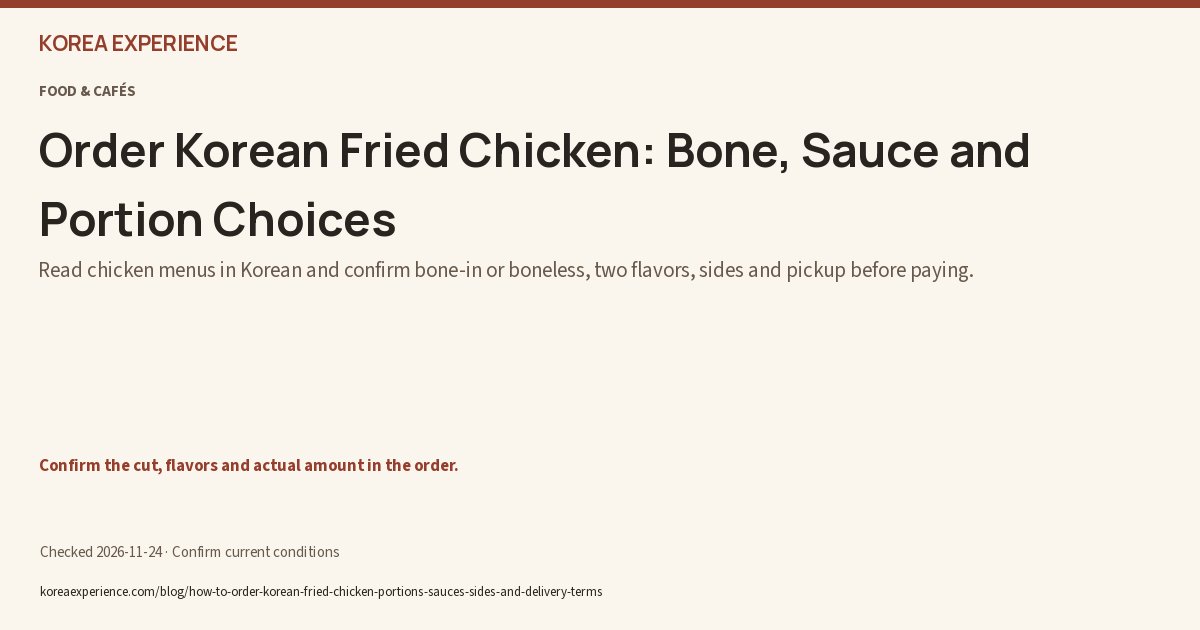 KOREA EXPERIENCE
FOOD & CAFÉS
Order Korean Fried Chicken: Bone, Sauce and
Portion Choices
Read chicken menus in Korean and confirm bone-in or boneless, two flavors, sides and pickup before paying.
Confirm the cut, flavors and actual amount in the order.
Checked 2026-11-24 · Confirm current conditions
koreaexperience.com/blog/how-to-order-korean-fried-chicken-portions-sauces-sides-and-delivery-terms